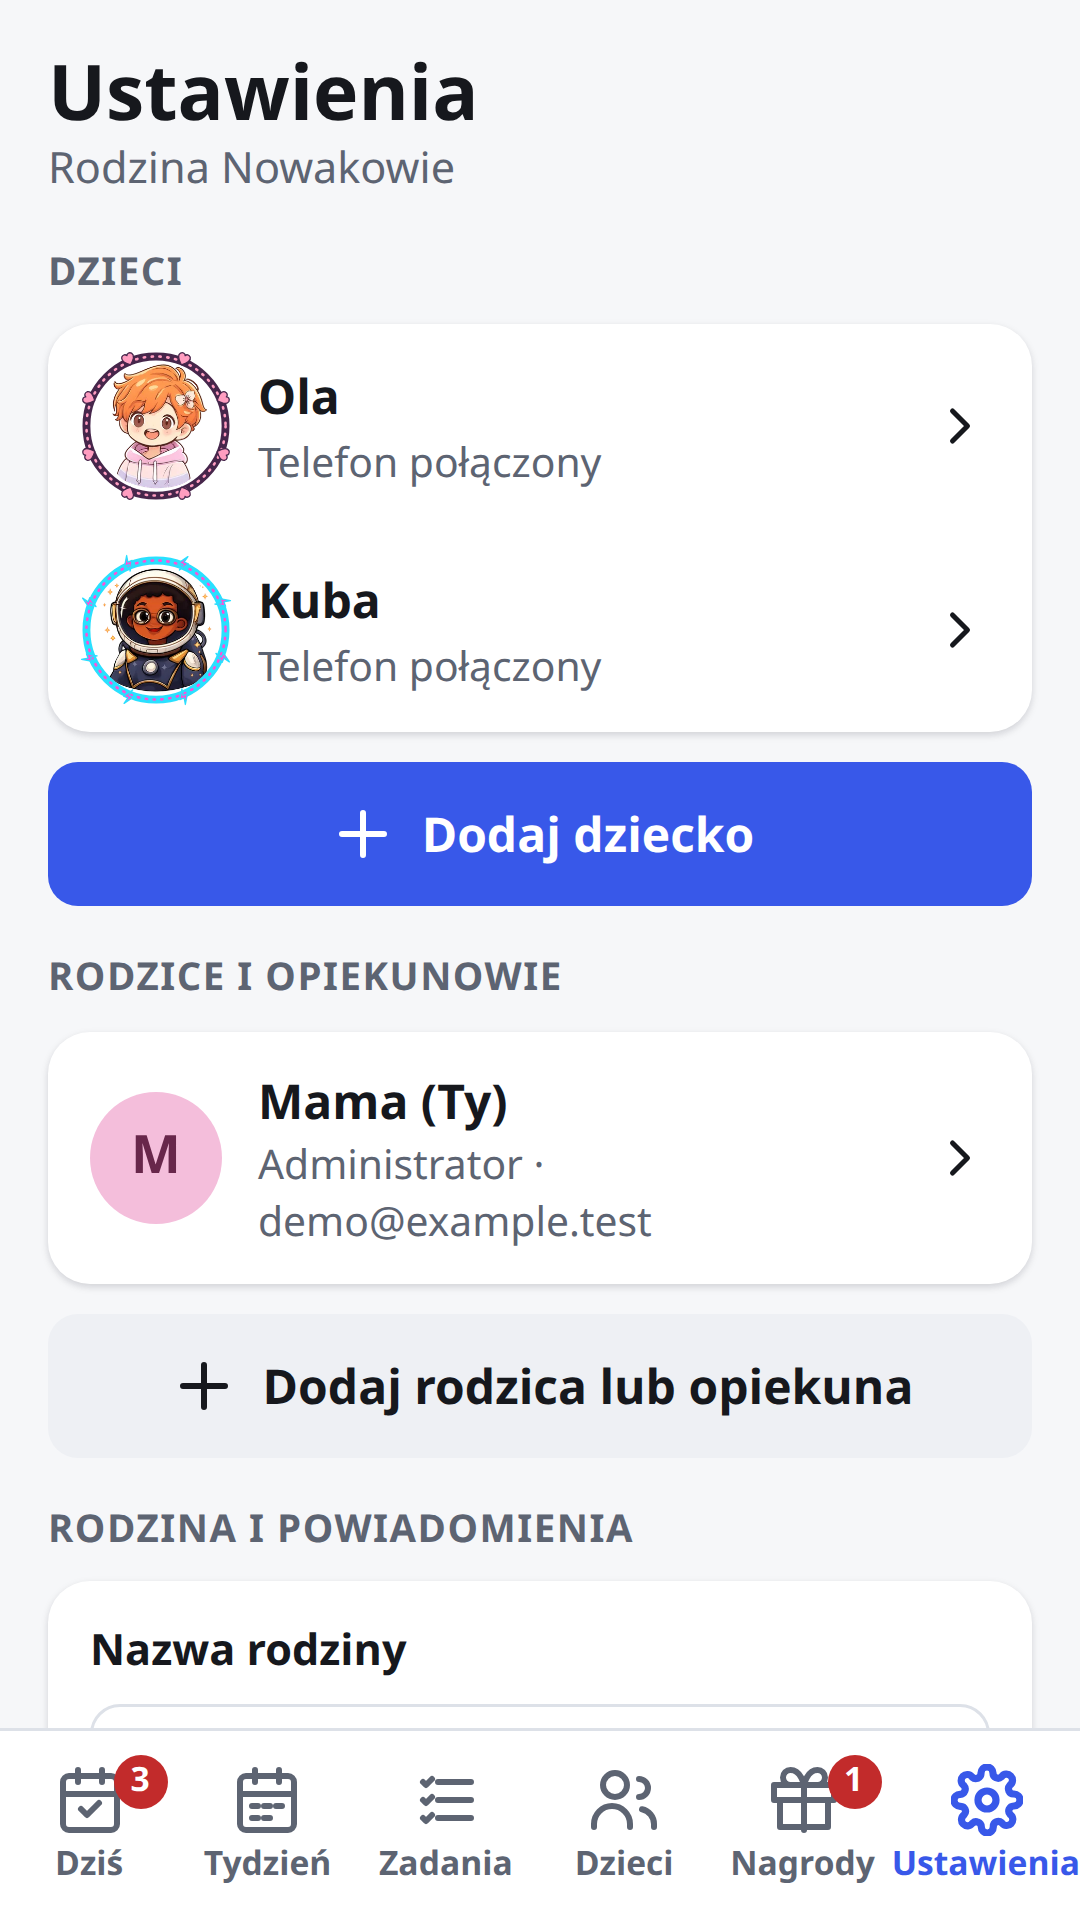 Ustawienia
Rodzina Nowakowie
DZIECI
Ola
Telefon połączony
Kuba
Telefon połączony
Dodaj dziecko
RODZICE I OPIEKUNOWIE
M
Mama (Ty)
Administrator ·
demo@example.test
Dodaj rodzica lub opiekuna
RODZINA I POWIADOMIENIA
Nazwa rodziny
3
1
Dziś
Tydzień
Zadania
Dzieci
Nagrody
Ustawienia